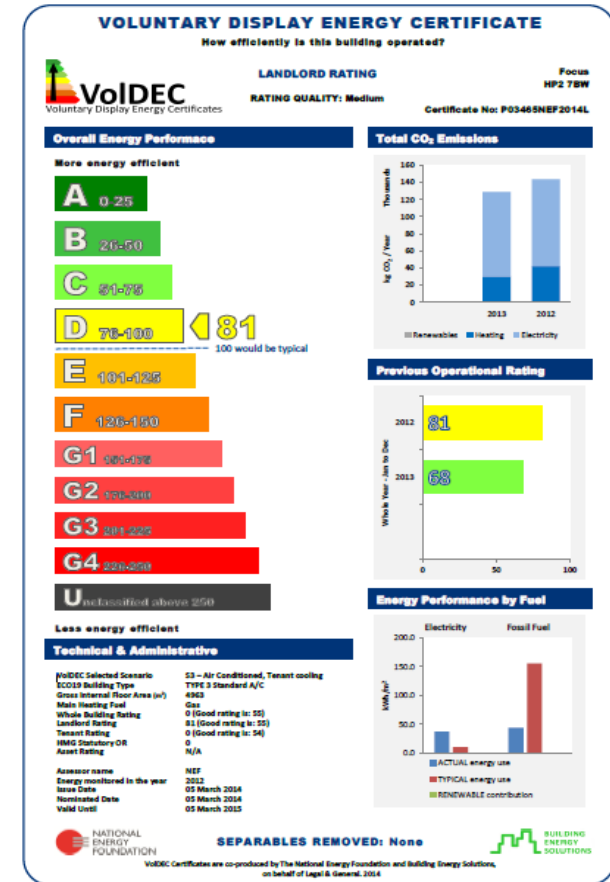 VOLUNTARY DISPLAY ENERGY CERTIFICATE
How efficiently is this building operated?
VolDEC
Voluntary Display Energy Certificates
LANDLORD RATING
RATING QUALITY: Medium
Focus
HP2 7BW
Certificate No: P03465NEF2014L
Overall Energy Performace
More energy efficient
A 0-25
B 26-50
C 51-75
D 76-100
81
100 would be typical
E 101-125
F 126-150
G1 151-175
G2 176-200
G3 201-225
G4 226-250
Unclassified above 250
Less energy efficient
Technical & Administrative
VolDEC Selected Scenario S3 – Air Conditioned, Tenant cooling
ECO19 Building Type TYPE 3 Standard A/C
Gross Internal Floor Area (m²) 4963
Main Heating Fuel Gas
Whole Building Rating 0 (Good rating is: 55)
Landlord Rating 81 (Good rating is: 55)
Tenant Rating 0 (Good rating is: 54)
HMG Statutory OR 0
Asset Rating N/A
Assessor name NEF
Energy monitored in the year 2012
Issue Date 05 March 2014
Nominated Date 05 March 2014
Valid Until 05 March 2015
Total CO₂ Emissions
Thousands
kg CO₂ / Year
160
140
120
100
80
60
40
20
0
2013 2012
Renewables Heating Electricity
Previous Operational Rating
Whole Year - Jan to Dec
2012
81
2013
68
0 50 100
Energy Performance by Fuel
Electricity Fossil Fuel
kWh/m²
200.0
150.0
100.0
50.0
0.0
ACTUAL energy use
TYPICAL energy use
RENEWABLE contribution
NATIONAL
ENERGY
FOUNDATION
SEPARABLES REMOVED: None
BUILDING
ENERGY
SOLUTIONS
VolDEC Certificates are co-produced by The National Energy Foundation and Building Energy Solutions,
on behalf of Legal & General. 2014